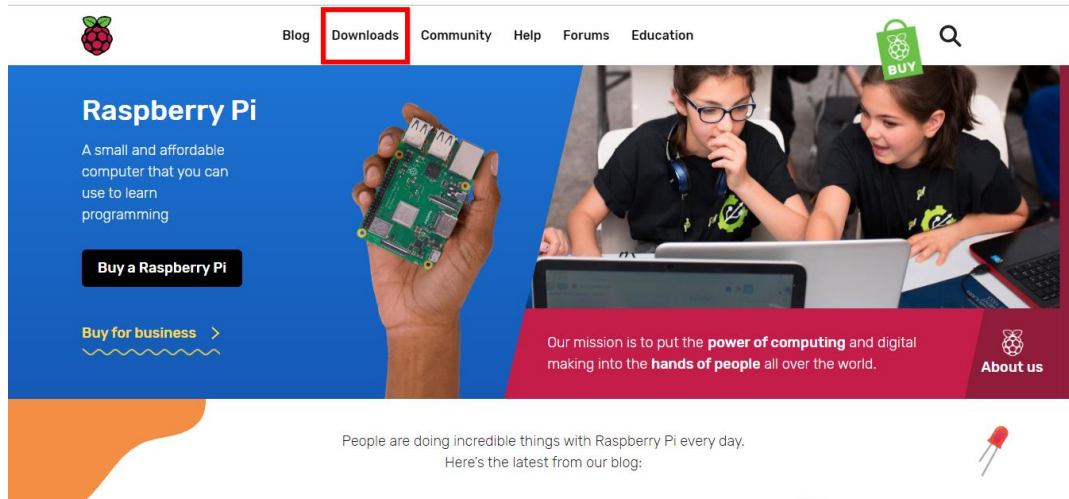 Blog Downloads Community Help Forums Education
BUY
Raspberry Pi
A small and affordable
computer that you can
use to learn
programming
Buy a Raspberry Pi
Buy for business
Our mission is to put the power of computing and digital
making into the hands of people all over the world.
About us
People are doing incredible things with Raspberry Pi every day.
Here's the latest from our blog: